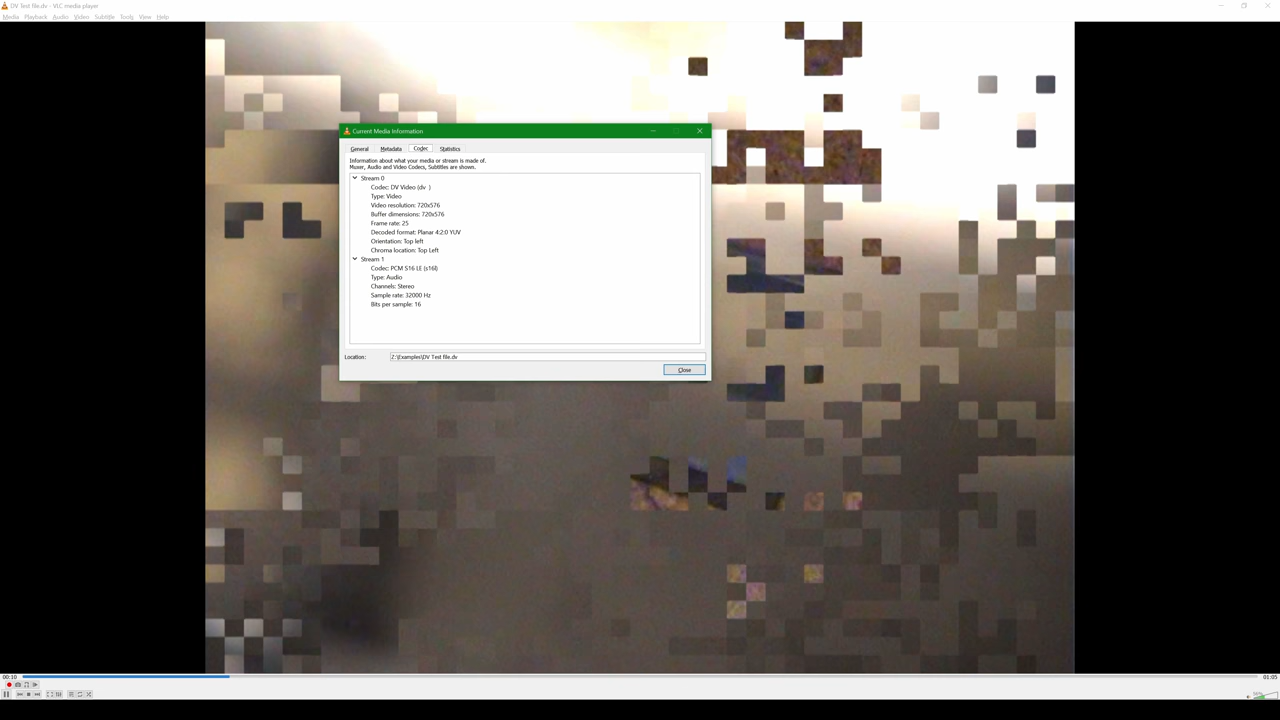 DV Test file.dv - VLC media player
Media Playback Audio Video Subtitle Tools View Help
Current Media Information
General Metadata Codec Statistics
Information about what your media or stream is made of.
Muxer, Audio and Video Codecs, Subtitles are shown.
Stream 0
Codec: DV Video (dv )
Type: Video
Video resolution: 720x576
Buffer dimensions: 720x576
Frame rate: 25
Decoded format: Planar 4:2:0 YUV
Orientation: Top left
Chroma location: Top Left
Stream 1
Codec: PCM S16 LE (s16l)
Type: Audio
Channels: Stereo
Sample rate: 32000 Hz
Bits per sample: 16
Location: Z:\Examples\DV Test file.dv
Close
00:10 01:05